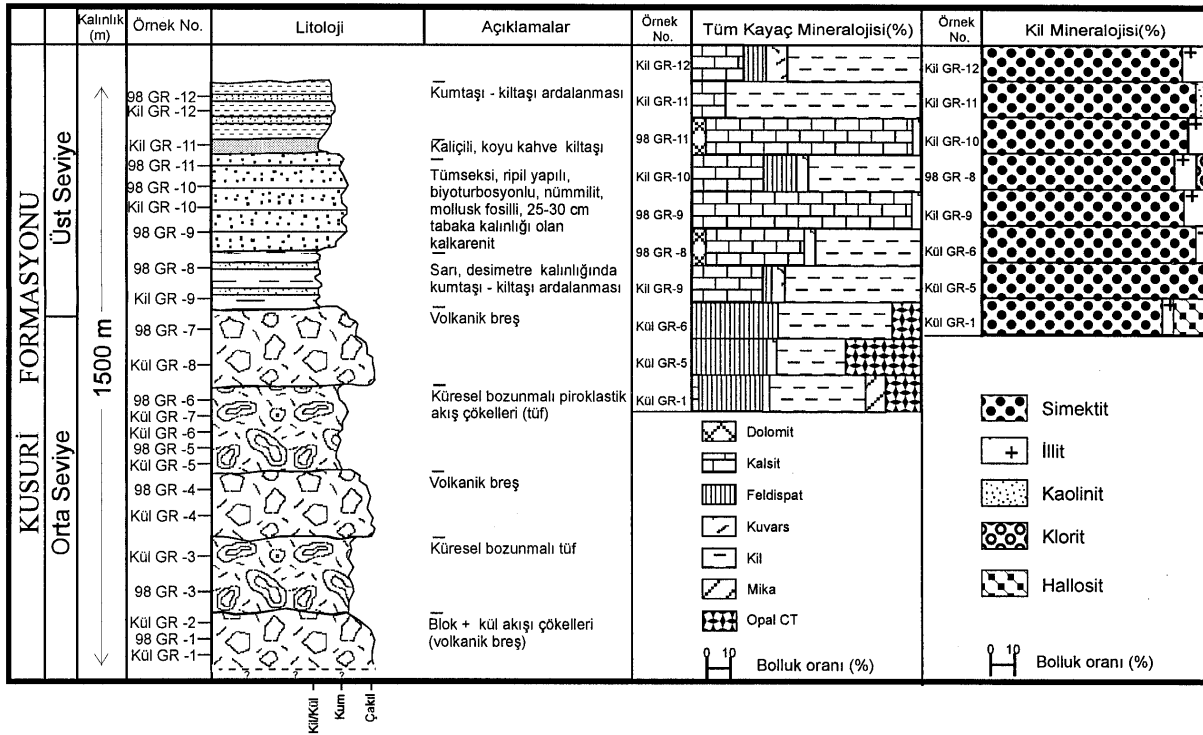 Kalınlık
(m)
Örnek No.
Litoloji
Açıklamalar
Örnek
No.
Tüm Kayaç Mineralojisi(%)
Örnek
No.
Kil Mineralojisi(%)
KUSURİ FORMASYONU
Üst Seviye
Orta Seviye
1500 m
98 GR -12
Kil GR -12
Kil GR -11
98 GR -11
98 GR -10
Kil GR -10
98 GR -9
98 GR -8
Kil GR -9
98 GR -7
Kül GR -8
98 GR -6
Kül GR -7
Kül GR -6
98 GR -5
Kül GR -5
98 GR -4
Kül GR -4
Kül GR -3
98 GR -3
Kül GR -2
98 GR -1
Kül GR -1
? ? ?
Kil/Kül
Kum
Çakıl
Kumtaşı - kiltaşı ardalanması
Kaliçili, koyu kahve kiltaşı
Tümseksi, ripil yapılı,
biyoturbosyonlu, nümmilit,
mollusk fosilli, 25-30 cm
tabaka kalınlığı olan
kalkarenit
Sarı, desimetre kalınlığında
kumtaşı - kiltaşı ardalanması
Volkanik breş
Küresel bozunmalı piroklastik
akış çökelleri (tüf)
Volkanik breş
Küresel bozunmalı tüf
Blok + kül akışı çökelleri
(volkanik breş)
Kil GR-12
Kil GR-11
98 GR-11
Kil GR-10
98 GR-9
98 GR -8
Kil GR-9
Kül GR-6
Kül GR-5
Kül GR-1
Dolomit
Kalsit
Feldispat
Kuvars
Kil
Mika
Opal CT
0 10
Bolluk oranı (%)
Kil GR-12
Kil GR-11
Kil GR-10
98 GR -8
Kil GR-9
Kül GR-6
Kül GR-5
Kül GR-1
Simektit
İllit
Kaolinit
Klorit
Hallosit
0 10
Bolluk oranı (%)